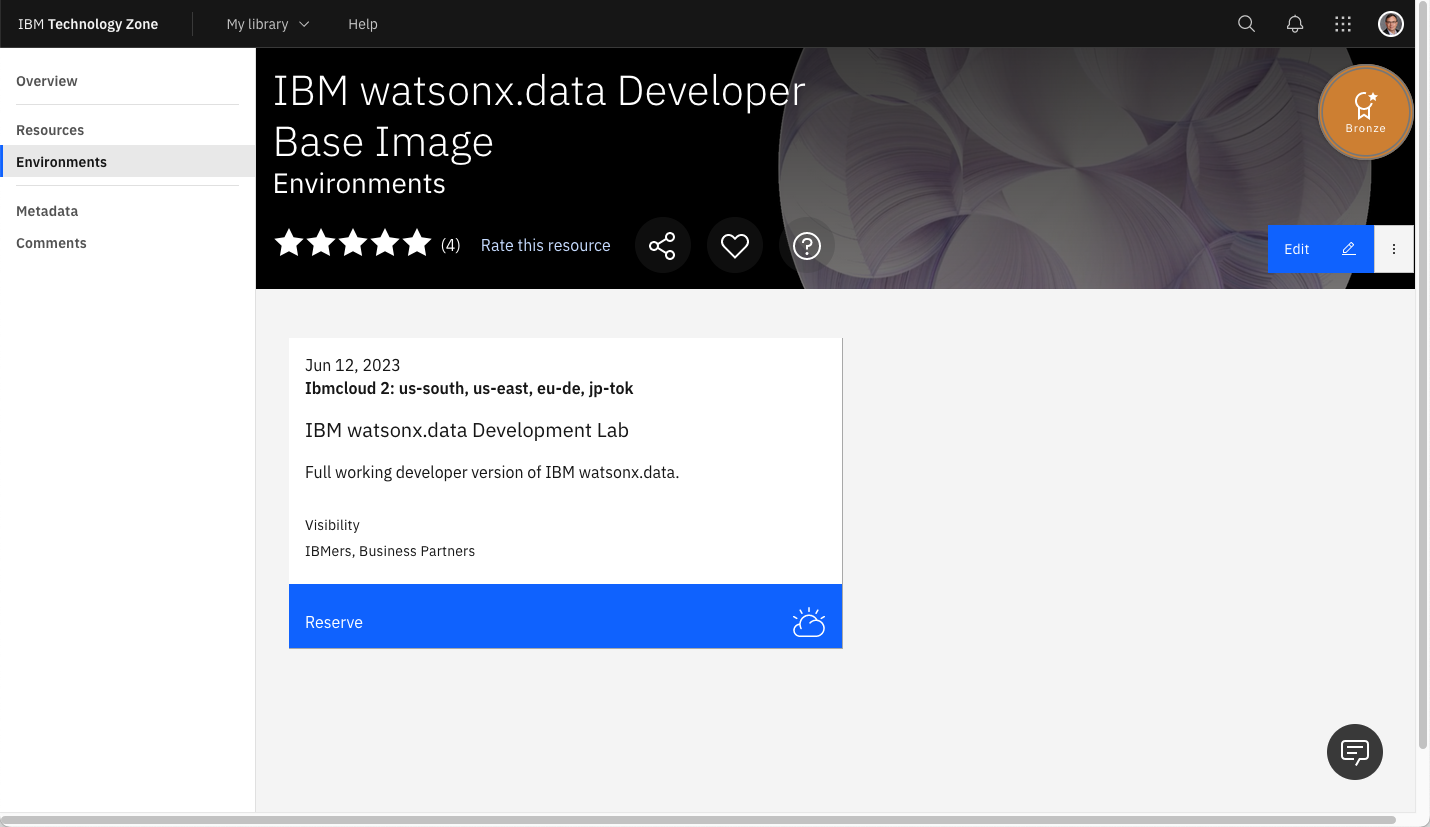 IBM Technology Zone
My library
Help
Overview
Resources
Environments
Metadata
Comments
IBM watsonx.data Developer
Base Image
Environments
(4)
Rate this resource
Bronze
Edit
Jun 12, 2023
Ibmcloud 2: us-south, us-east, eu-de, jp-tok
IBM watsonx.data Development Lab
Full working developer version of IBM watsonx.data.
Visibility
IBMers, Business Partners
Reserve